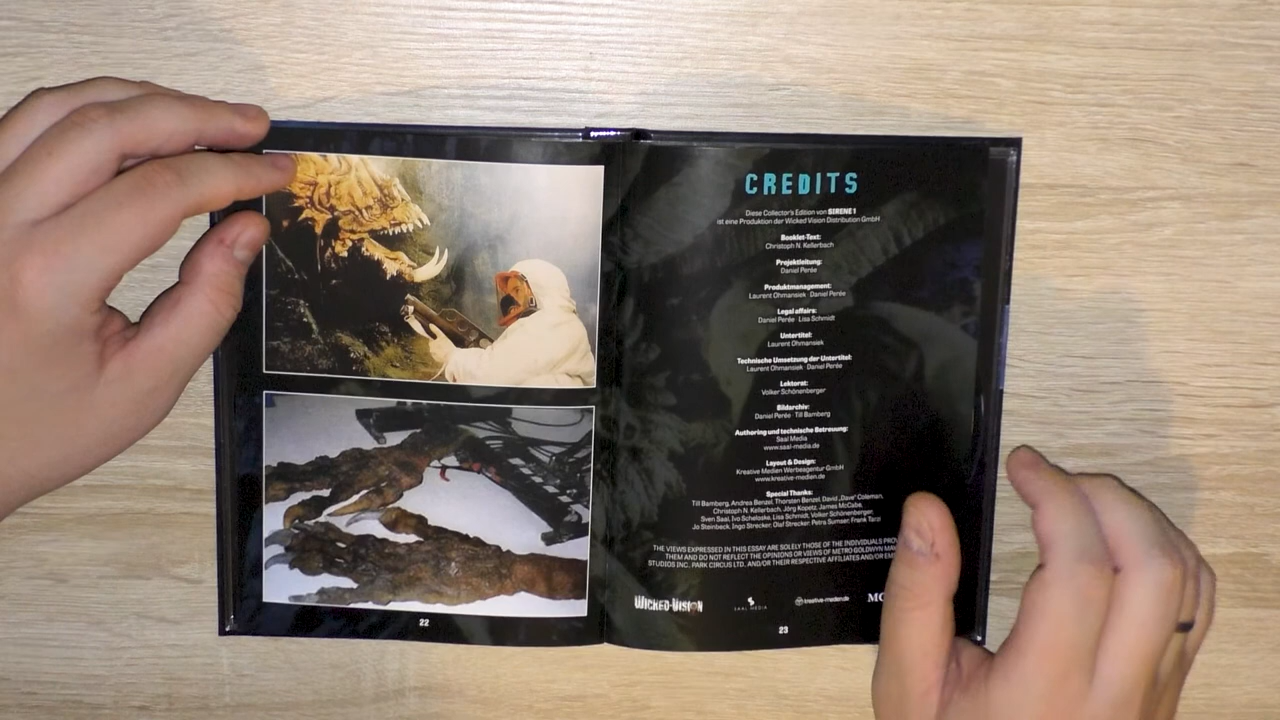 CREDITS
Diese Collector's Edition von SIRENE 1
ist eine Produktion der Wicked Vision Distribution GmbH
Booklet-Text:
Christoph N. Kellerbach
Projektleitung:
Daniel Perée
Produktmanagement:
Laurent Ohmansiek · Daniel Perée
Legal affairs:
Daniel Perée · Lisa Schmidt
Untertitel:
Laurent Ohmansiek
Technische Umsetzung der Untertitel:
Laurent Ohmansiek · Daniel Perée
Lektorat:
Volker Schönenberger
Bildarchiv:
Daniel Perée · Till Bamberg
Authoring und technische Betreuung:
Saal Media
www.saal-media.de
Layout & Design:
Kreative Medien Werbeagentur GmbH
www.kreative-medien.de
Special Thanks:
Till Bamberg, Andrea Benzel, Thorsten Benzel, David „Dave“ Coleman,
Christoph N. Kellerbach, Jörg Kopetz, James McCabe,
Sven Saal, Ivo Scheloske, Lisa Schmidt, Volker Schönenberger,
Jo Steinbeck, Ingo Strecker, Olaf Strecker, Petra Sumser, Frank Tarzi
THE VIEWS EXPRESSED IN THIS ESSAY ARE SOLELY THOSE OF THE INDIVIDUALS
THEM AND DO NOT REFLECT THE OPINIONS OR VIEWS OF METRO GOLDWYN
STUDIOS INC., PARK CIRCUS LTD. AND/OR THEIR RESPECTIVE AFFILIATES AND/OR
WICKED-VISION
SAAL MEDIA
kreative-medien.de
22
23